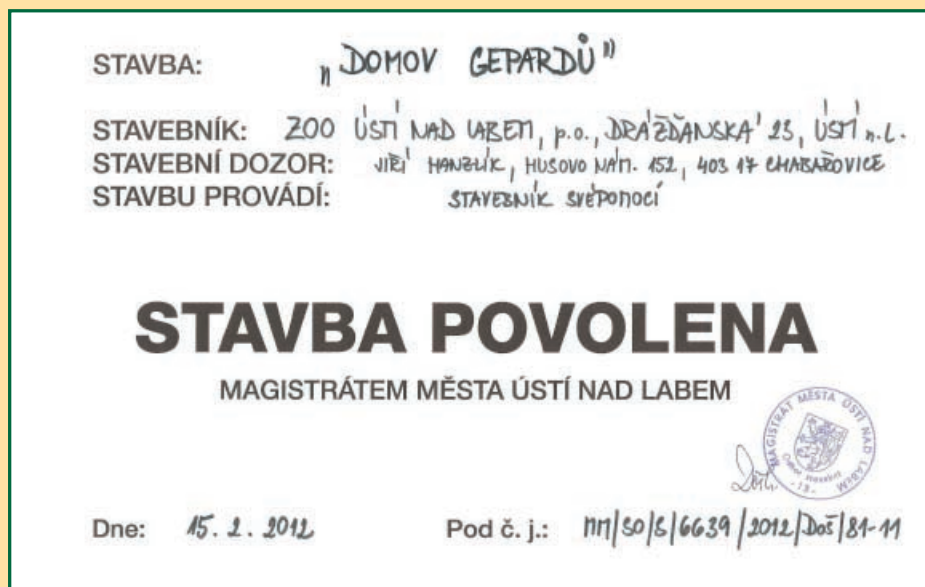 STAVBA: „DOMOV GEPARDŮ"
STAVEBNÍK: ZOO ÚSTÍ NAD LABEM, p.o., DRÁŽĎANSKÁ 23, ÚSTÍ n.L.
STAVEBNÍ DOZOR: JIŘÍ HANZLÍK, HUSOVO NÁM. 152, 403 17 CHABAŘOVICE
STAVBU PROVÁDÍ: STAVEBNÍK SVÉPOMOCÍ
STAVBA POVOLENA
MAGISTRÁTEM MĚSTA ÚSTÍ NAD LABEM
MAGISTRÁT MĚSTA ÚSTÍ NAD LABEM
- 13 -
Dne: 15. 2. 2012 Pod č. j.: MM/SO/S/6639/2012/Doš/81-11